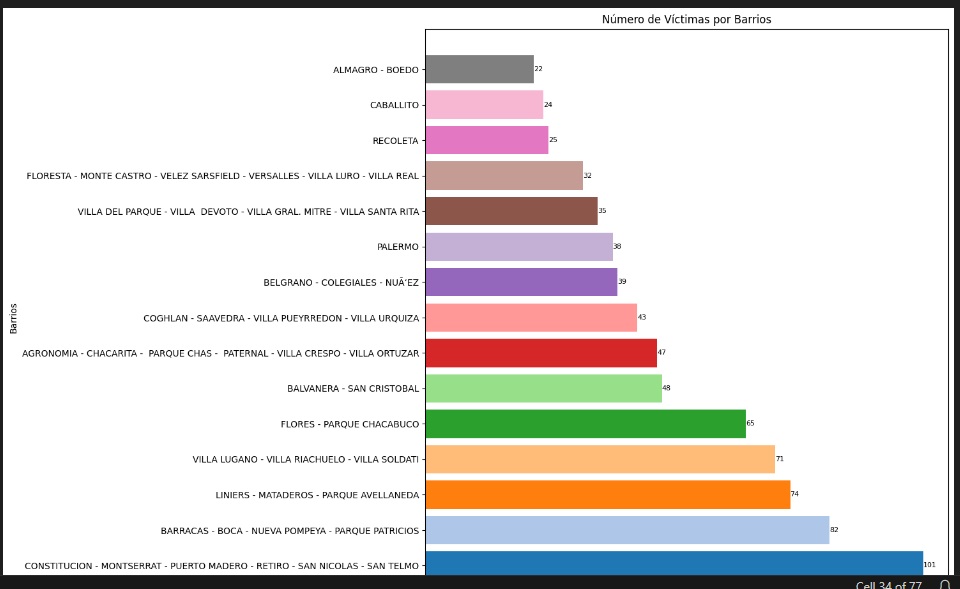 Número de Víctimas por Barrios
ALMAGRO - BOEDO 22
CABALLITO 24
RECOLETA 25
FLORESTA - MONTE CASTRO - VELEZ SARSFIELD - VERSALLES - VILLA LURO - VILLA REAL 32
VILLA DEL PARQUE - VILLA  DEVOTO - VILLA GRAL. MITRE - VILLA SANTA RITA 35
PALERMO 38
BELGRANO - COLEGIALES - NUÃ‘EZ 39
COGHLAN - SAAVEDRA - VILLA PUEYRREDON - VILLA URQUIZA 43
Barrios
AGRONOMIA - CHACARITA -  PARQUE CHAS -  PATERNAL - VILLA CRESPO - VILLA ORTUZAR 47
BALVANERA - SAN CRISTOBAL 48
FLORES - PARQUE CHACABUCO 65
VILLA LUGANO - VILLA RIACHUELO - VILLA SOLDATI 71
LINIERS - MATADEROS - PARQUE AVELLANEDA 74
BARRACAS - BOCA - NUEVA POMPEYA - PARQUE PATRICIOS 82
CONSTITUCION - MONTSERRAT - PUERTO MADERO - RETIRO - SAN NICOLAS - SAN TELMO 101
Cell 34 of 77